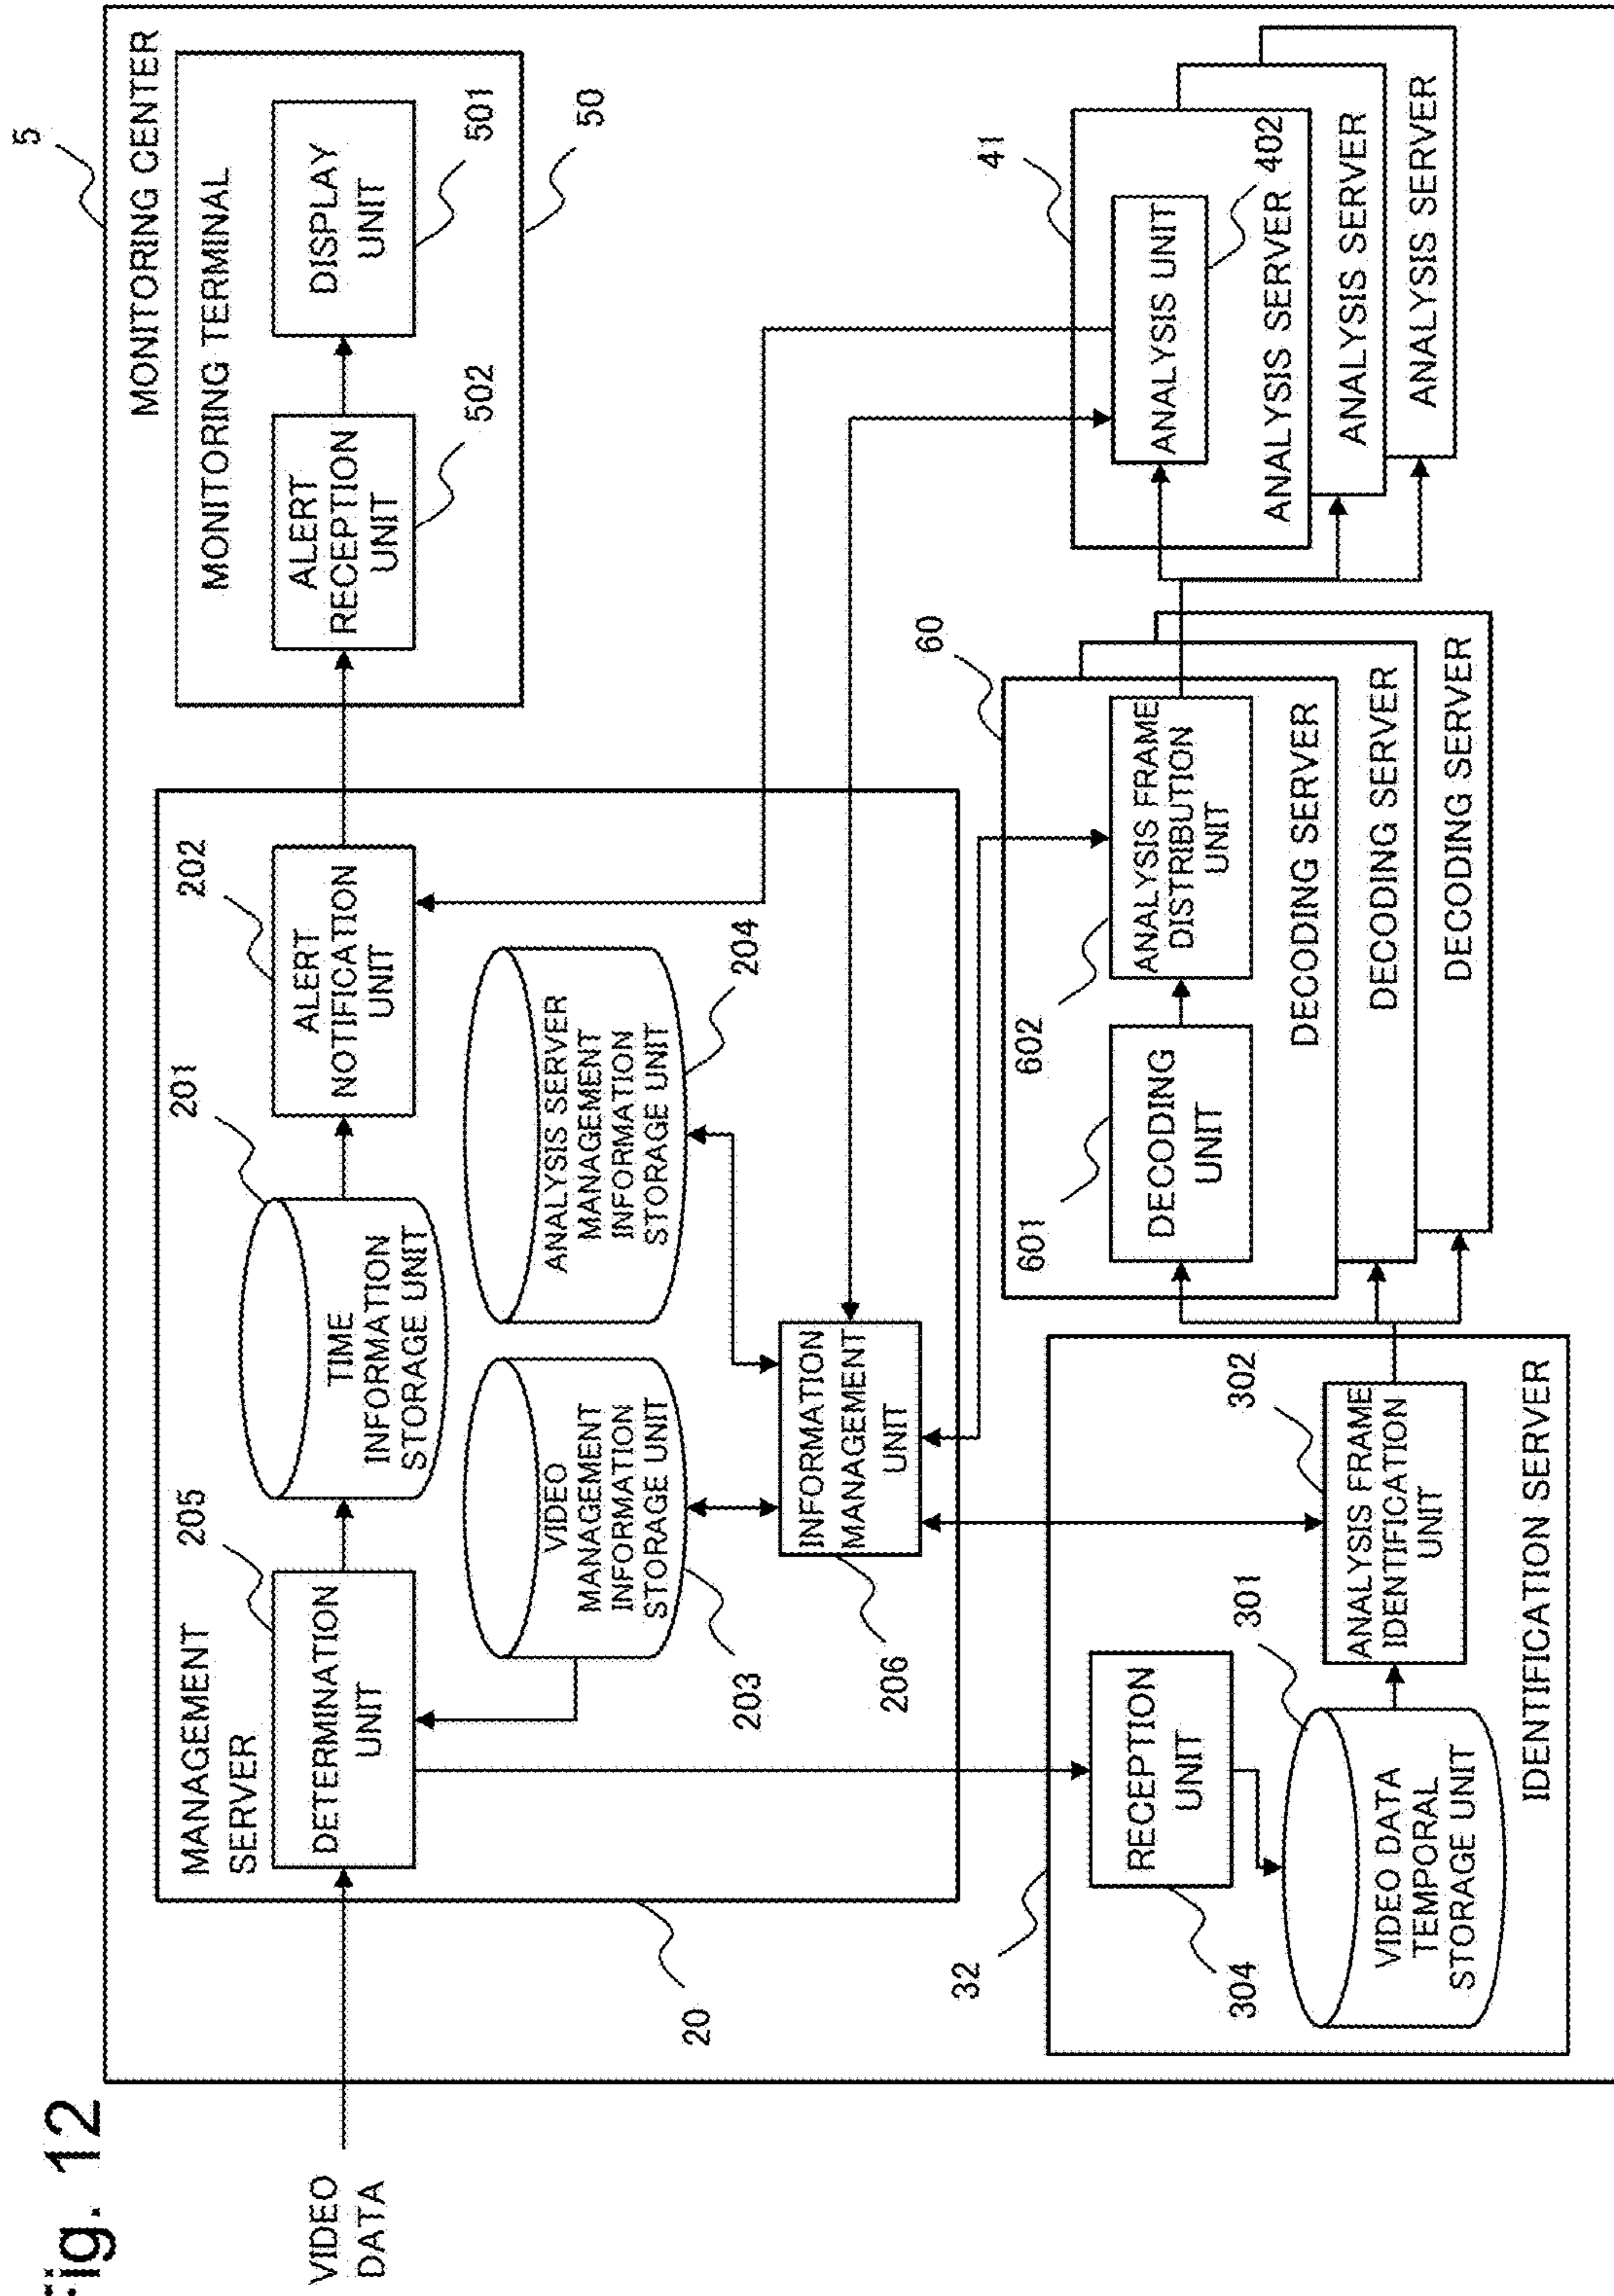 Fig. 12
5
MONITORING CENTER
VIDEO
DATA
20
MANAGEMENT
SERVER
205
DETERMINATION
UNIT
201
TIME
INFORMATION
STORAGE UNIT
202
ALERT
NOTIFICATION
UNIT
203
VIDEO
MANAGEMENT
INFORMATION
STORAGE UNIT
204
ANALYSIS SERVER
MANAGEMENT
INFORMATION
STORAGE UNIT
206
INFORMATION
MANAGEMENT
UNIT
MONITORING TERMINAL
50
ALERT
RECEPTION
UNIT
502
DISPLAY
UNIT
501
32
304
RECEPTION
UNIT
301
VIDEO DATA
TEMPORAL
STORAGE UNIT
302
ANALYSIS FRAME
IDENTIFICATION
UNIT
IDENTIFICATION SERVER
60
601
DECODING
UNIT
602
ANALYSIS FRAME
DISTRIBUTION
UNIT
DECODING SERVER
DECODING SERVER
DECODING SERVER
41
ANALYSIS UNIT
402
ANALYSIS SERVER
ANALYSIS SERVER
ANALYSIS SERVER